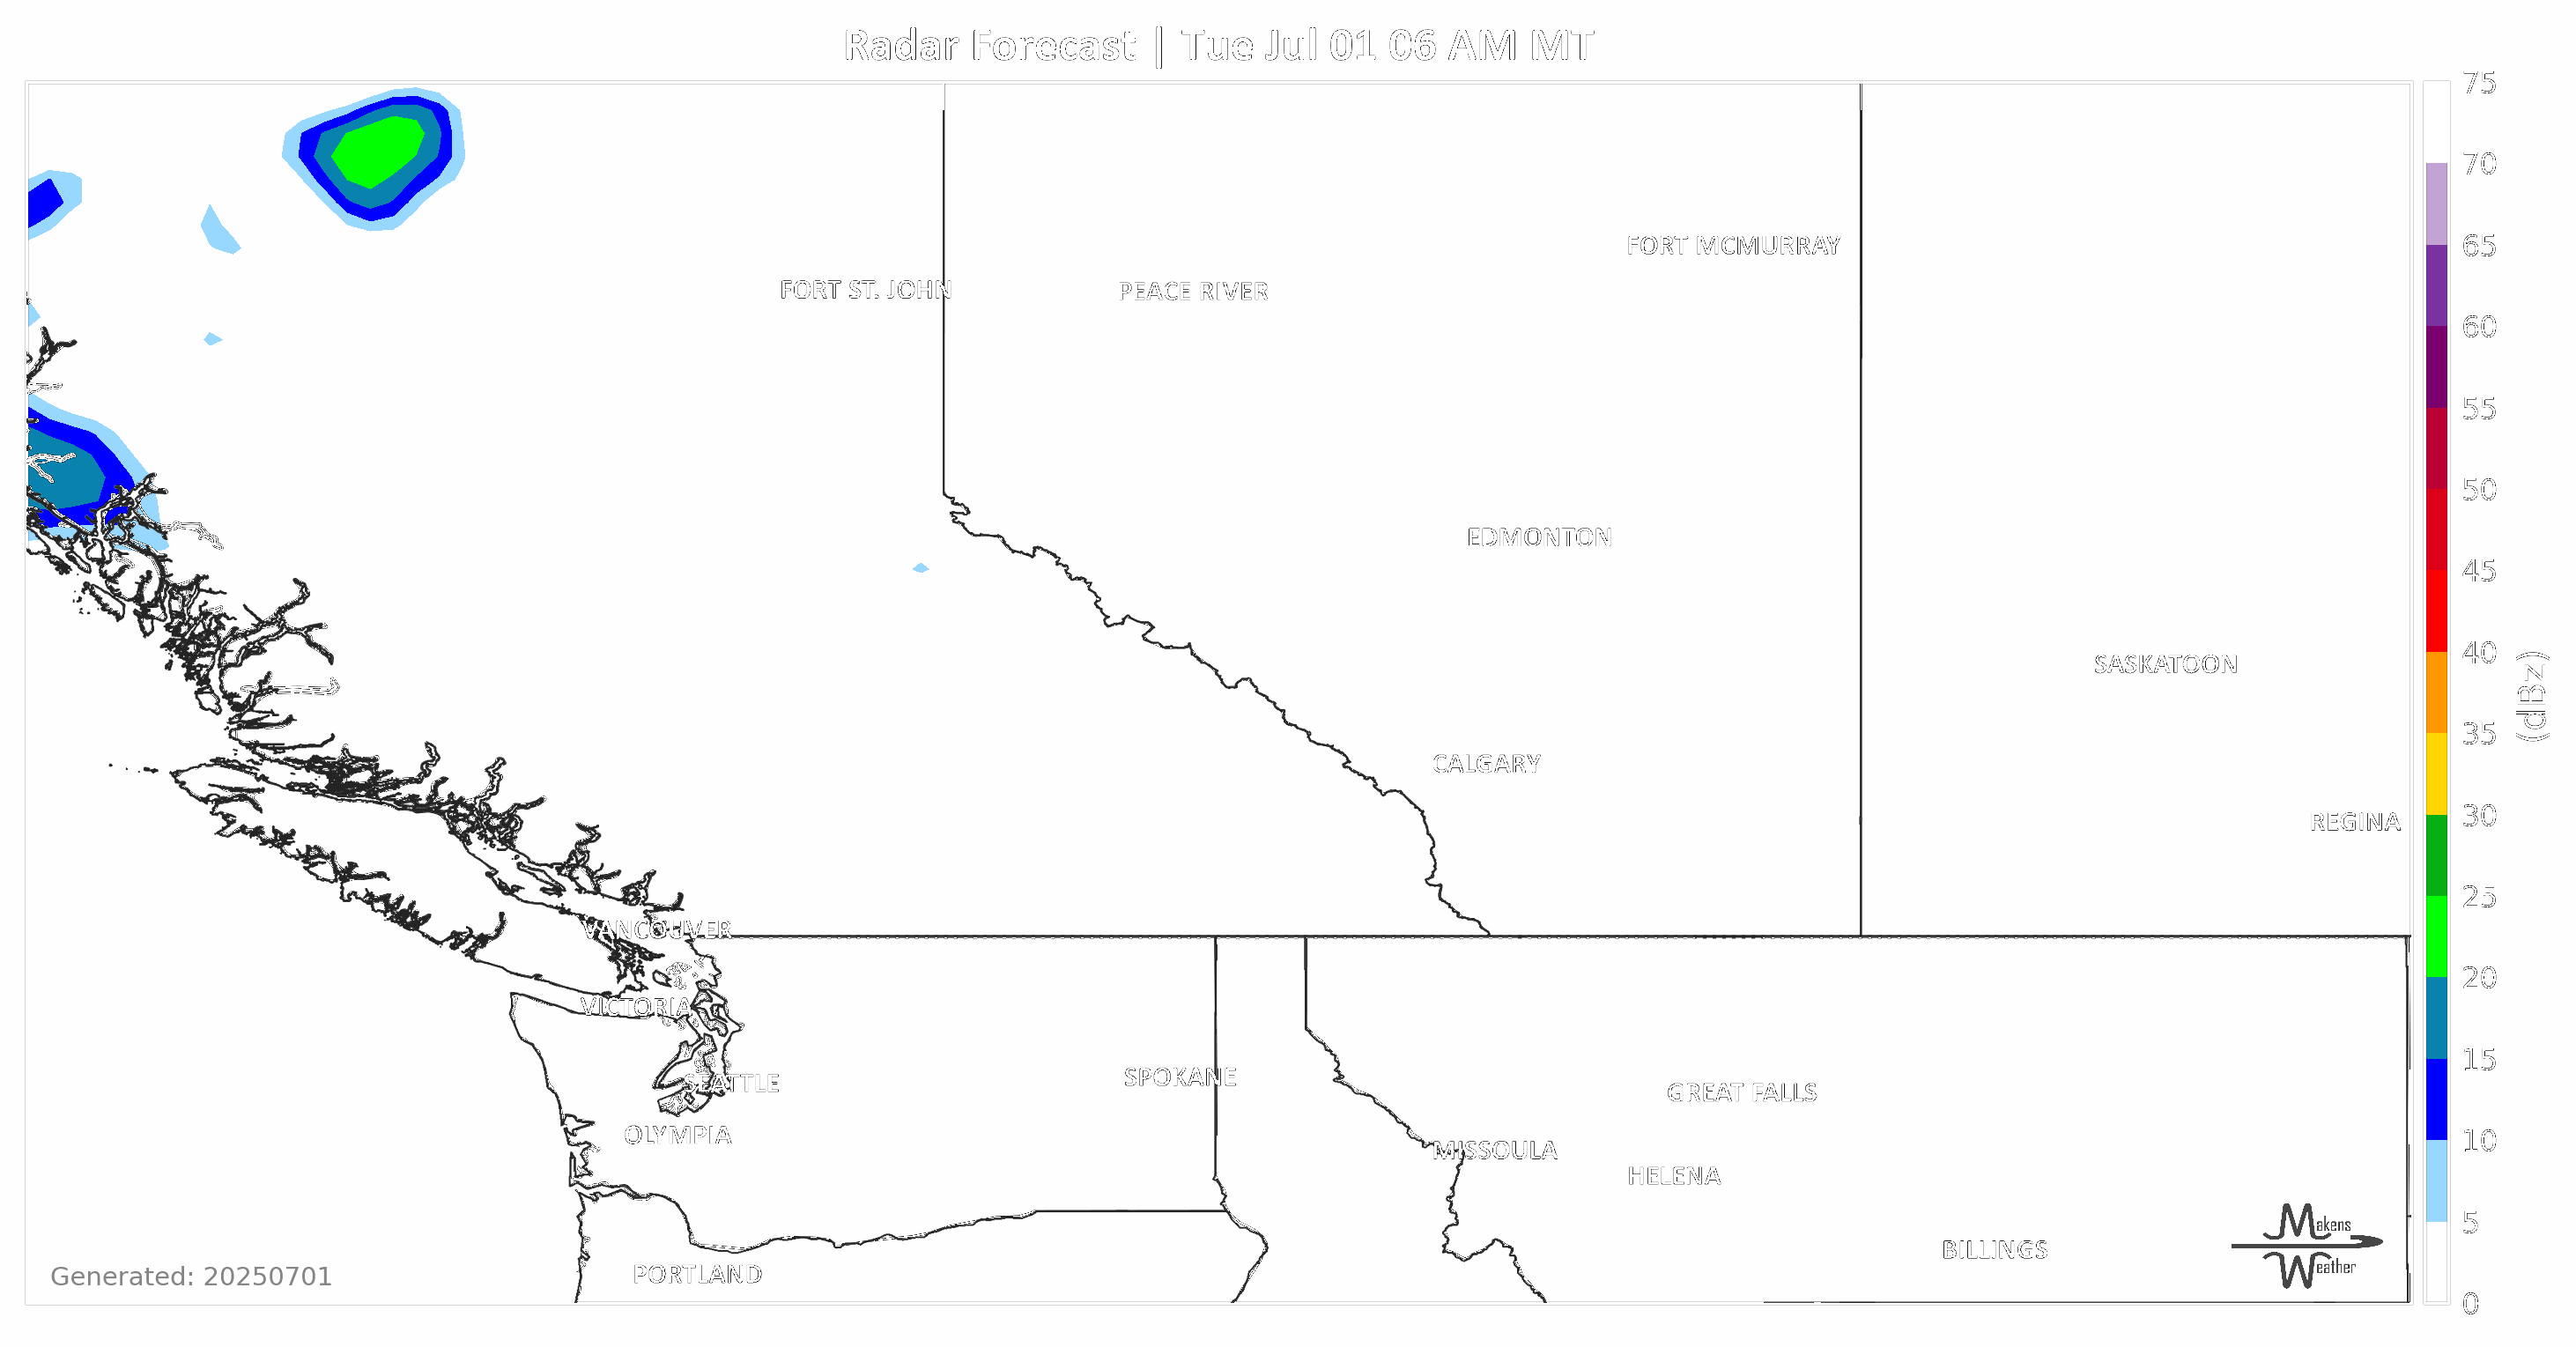 Radar Forecast | Tue Jul 01 06 AM MT
75
70
FORT MCMURRAY
65
FORT ST. JOHN
PEACE RIVER
60
55
50
EDMONTON
45
40
SASKATOON
(dBz)
35
CALGARY
30
REGINA
25
VANCOUVER
20
VICTORIA
15
SPOKANE
SEATTLE
GREAT FALLS
OLYMPIA
10
MISSOULA
HELENA
5
Makens
Weather
BILLINGS
PORTLAND
Generated: 20250701
0